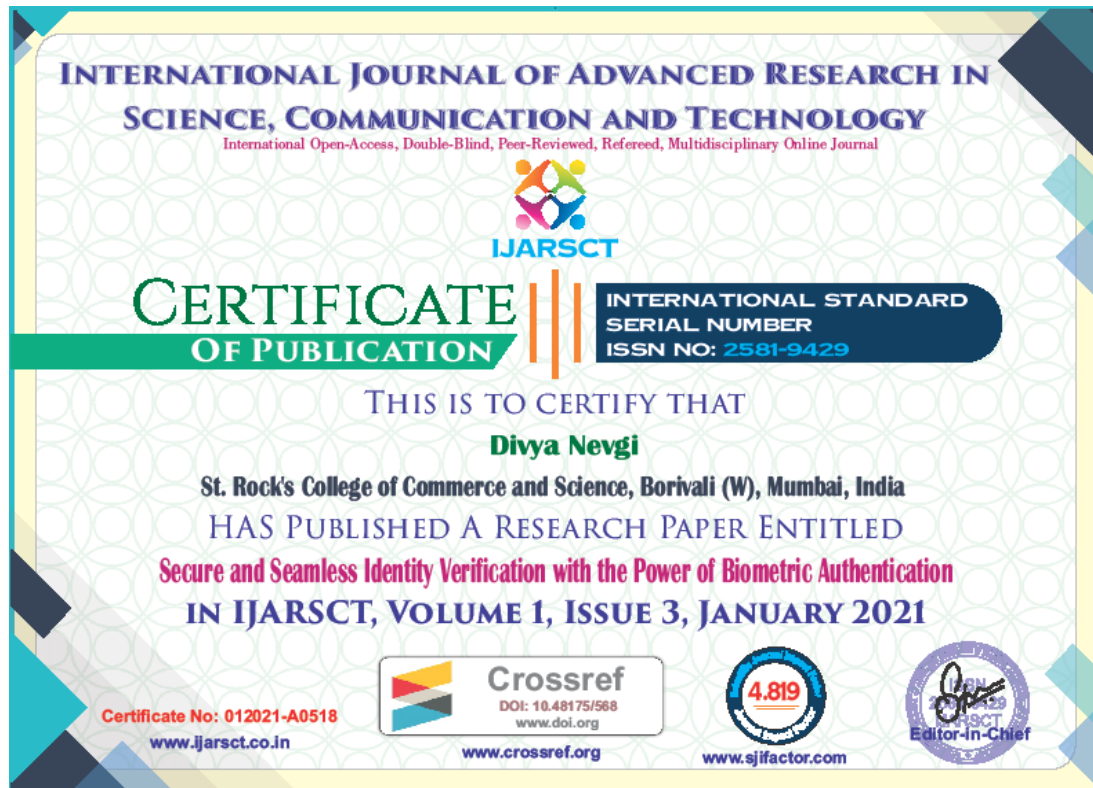 INTERNATIONAL JOURNAL OF ADVANCED RESEARCH IN
SCIENCE, COMMUNICATION AND TECHNOLOGY
International Open-Access, Double-Blind, Peer-Reviewed, Refereed, Multidisciplinary Online Journal
IJARSCT
CERTIFICATE
OF PUBLICATION
INTERNATIONAL STANDARD
SERIAL NUMBER
ISSN NO: 2581-9429
THIS IS TO CERTIFY THAT
Divya Nevgi
St. Rock's College of Commerce and Science, Borivali (W), Mumbai, India
HAS PUBLISHED A RESEARCH PAPER ENTITLED
Secure and Seamless Identity Verification with the Power of Biometric Authentication
IN IJARSCT, VOLUME 1, ISSUE 3, JANUARY 2021
Certificate No: 012021-A0518
www.ijarsct.co.in
Crossref
DOI: 10.48175/568
www.doi.org
www.crossref.org
4.819
www.sjifactor.com
ISSN
IJARSCT
Editor-in-Chief